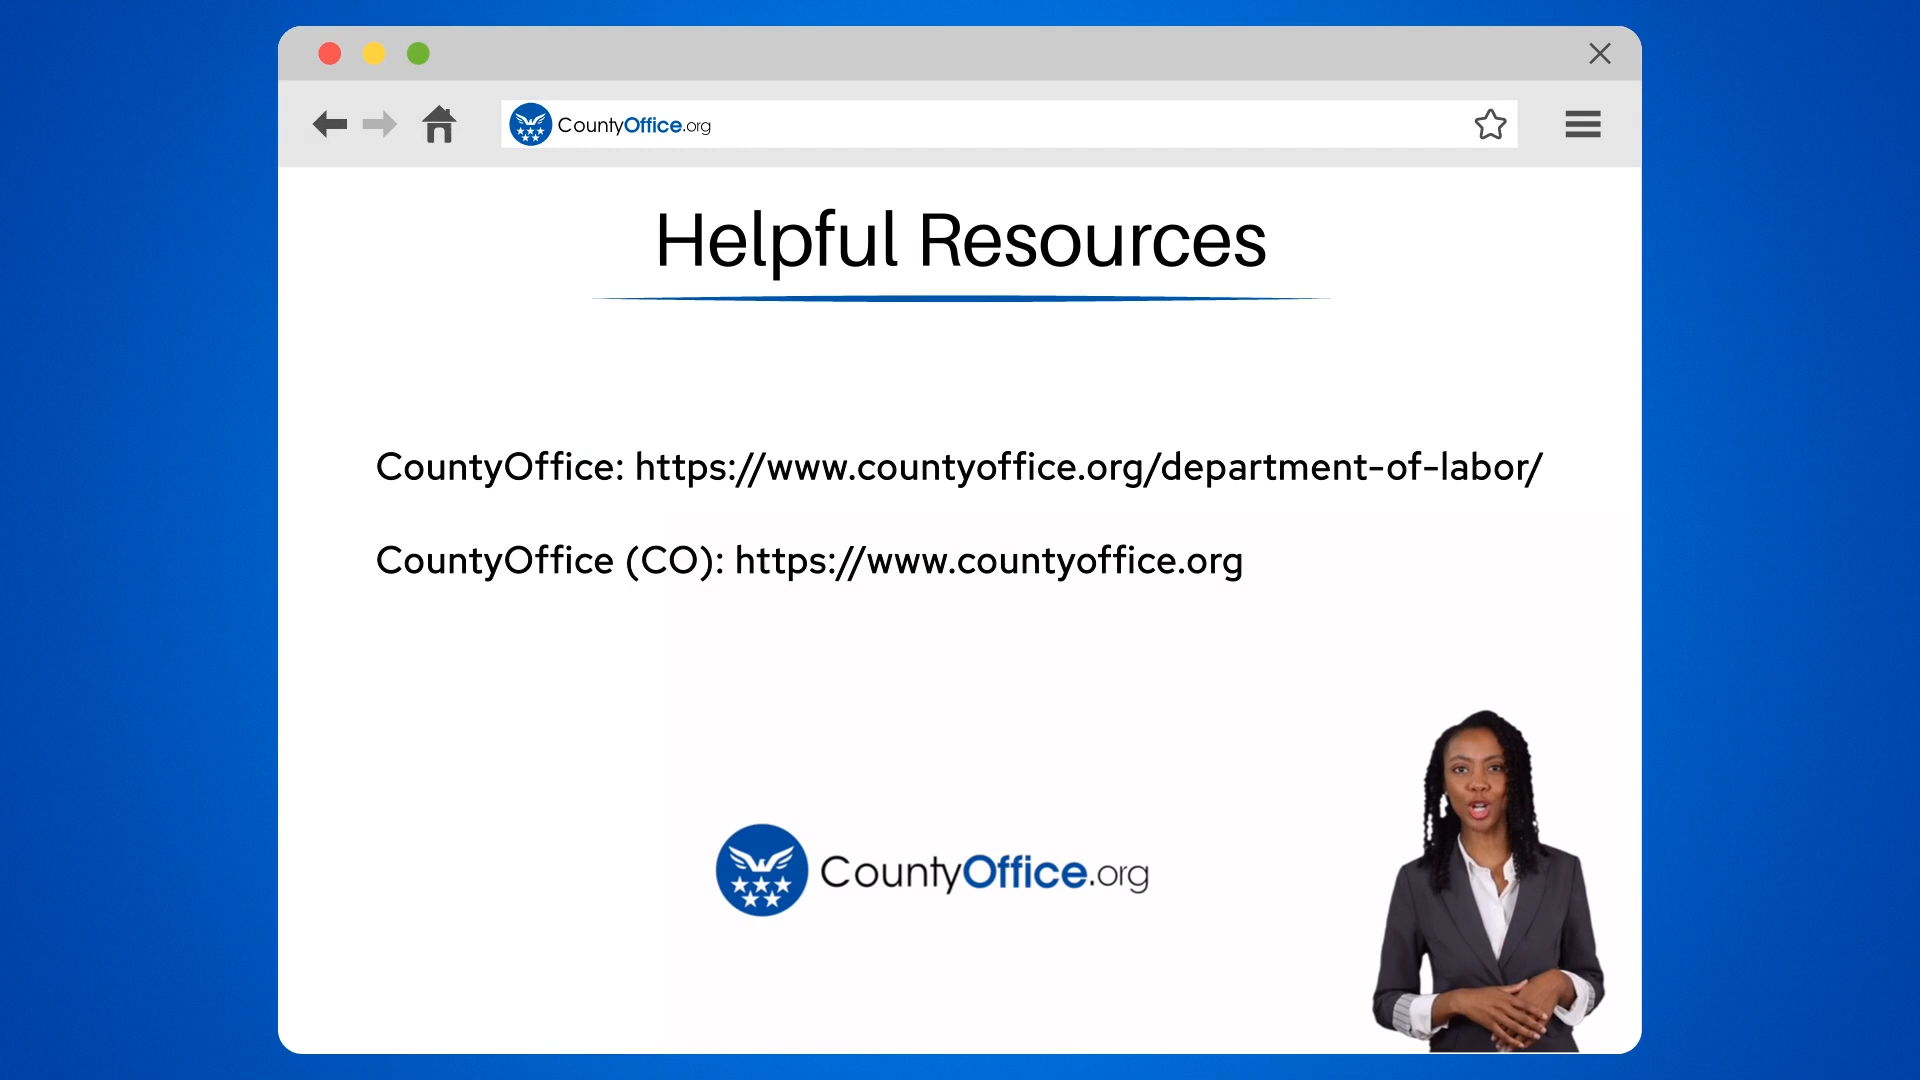 CountyOffice.org
Helpful Resources
CountyOffice: https://www.countyoffice.org/department-of-labor/
CountyOffice (CO): https://www.countyoffice.org
CountyOffice.org